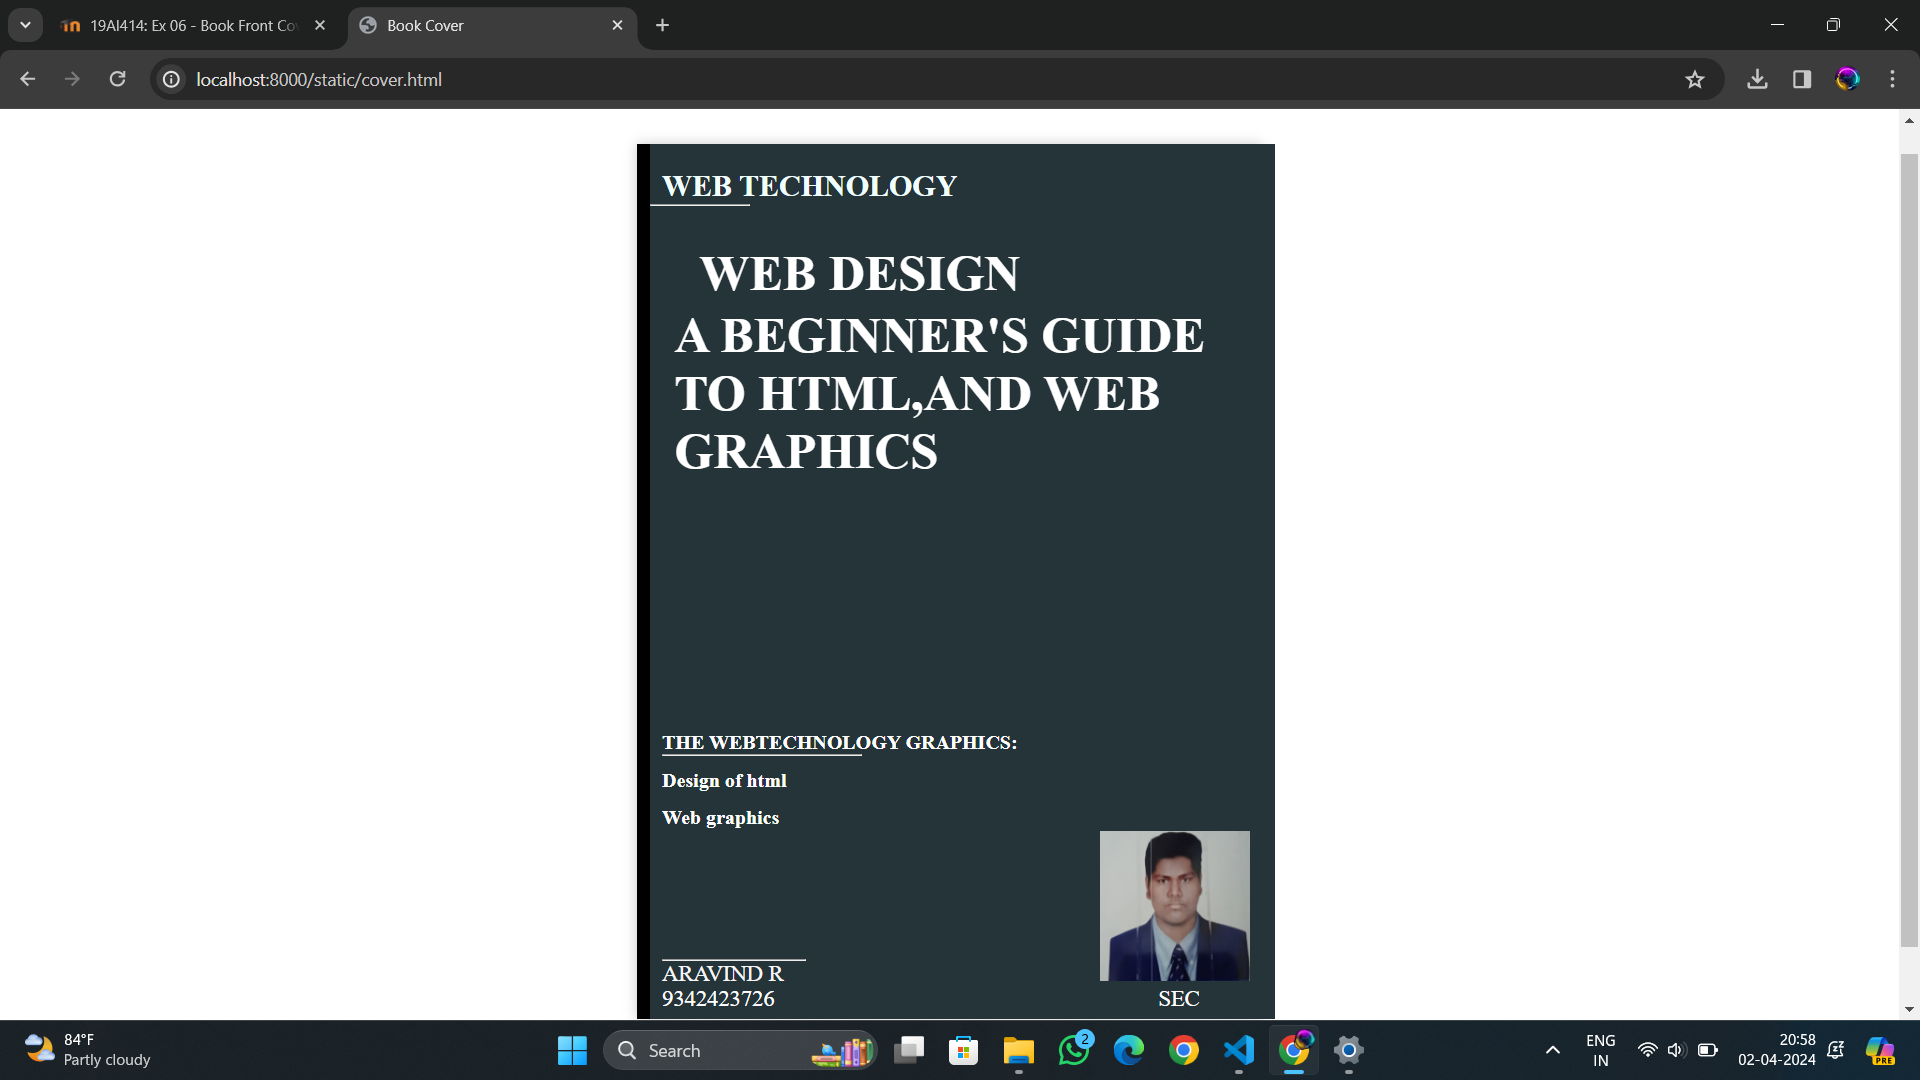 19AI414: Ex 06 - Book Front Co
Book Cover
localhost:8000/static/cover.html
WEB TECHNOLOGY
WEB DESIGN
A BEGINNER'S GUIDE
TO HTML,AND WEB
GRAPHICS
THE WEBTECHNOLOGY GRAPHICS:
Design of html
Web graphics
ARAVIND R
9342423726
SEC
84°F
Partly cloudy
Search
2
ENG
IN
20:58
02-04-2024
PRE